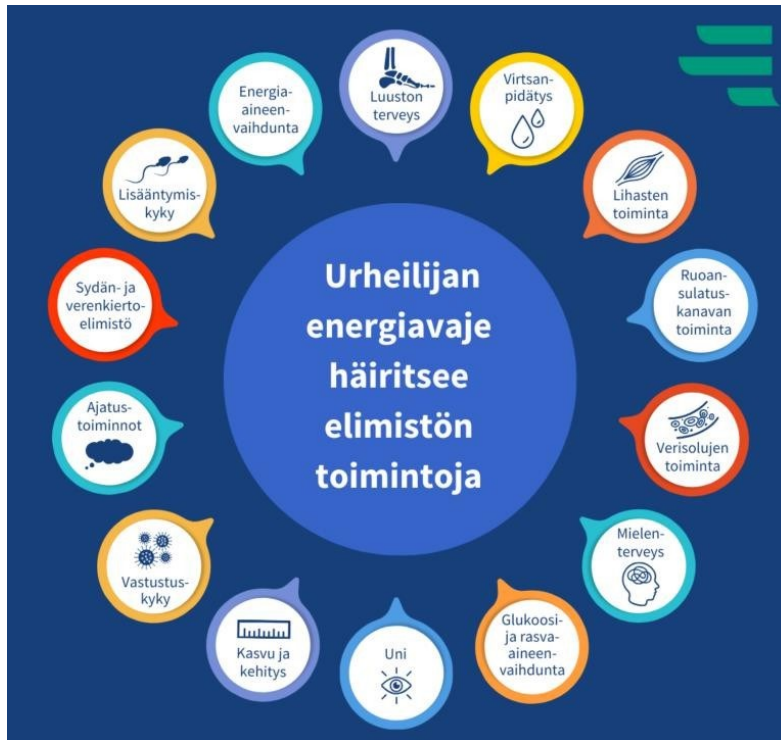 Urheilijan
energiavaje
häiritsee
elimistön
toimintoja
Luuston
terveys
Virtsan-
pidätys
Lihasten
toiminta
Ruoan-
sulatus-
kanavan
toiminta
Verisolujen
toiminta
Mielen-
terveys
Glukoosi-
ja rasva-
aineen-
vaihdunta
Uni
Kasvu ja
kehitys
Vastustus-
kyky
Ajatus-
toiminnot
Sydän- ja
verenkierto-
elimistö
Lisääntymis-
kyky
Energia-
aineen-
vaihdunta